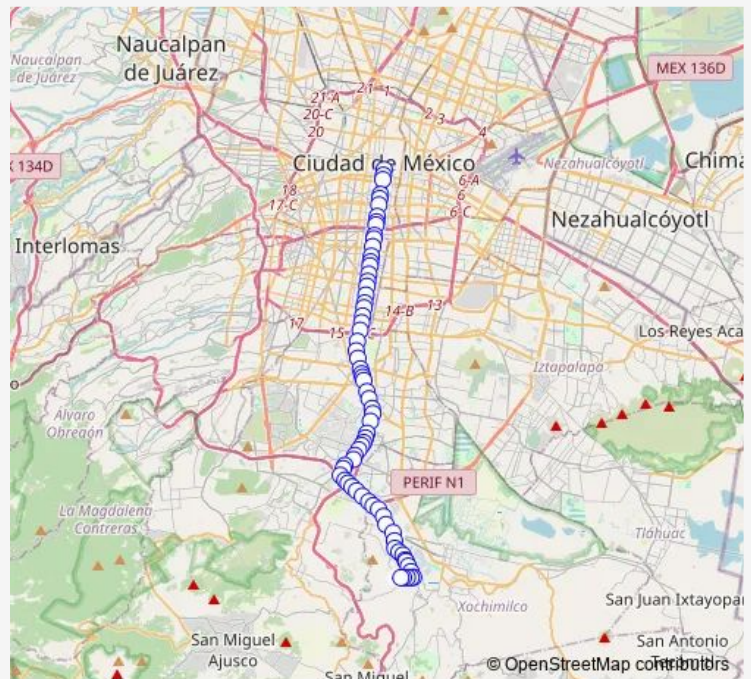 Naucalpan
de Juárez
Naucalpan
de Juárez
MEX 136D
21-A
21
1
20-C
20
2
3
4
134D
Ciudad de México
Nezahualcóyotl
18
17-C
6-A
6
6-C
Nezahualcóyotl
Interlomas
14-B
13
17
15
Los Reyes Aca
Iztapalapa
Álvaro
Obregón
PERIF N1
La Magdalena
Contreras
Tláhuac
Xochimilco
San Juan Ixtayopa
San Miguel
Ajusco
San Antonio
San Miguel
© OpenStreetMap contributors